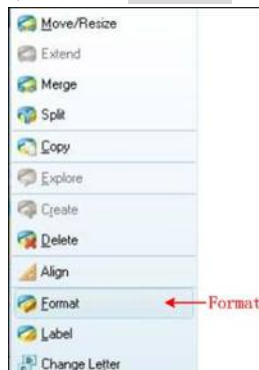 Move/Resize
Extend
Merge
Split
Copy
Explore
Create
Delete
Align
Format Format
Label
Change Letter